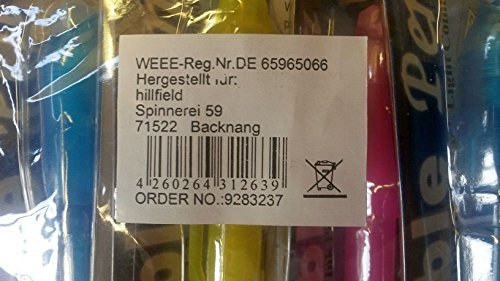 WEEE-Reg.Nr.DE 65965066
Hergestellt für:
hillfield
Spinnerei 59
71522 Backnang
4 260264 312639
ORDER NO.:9283237